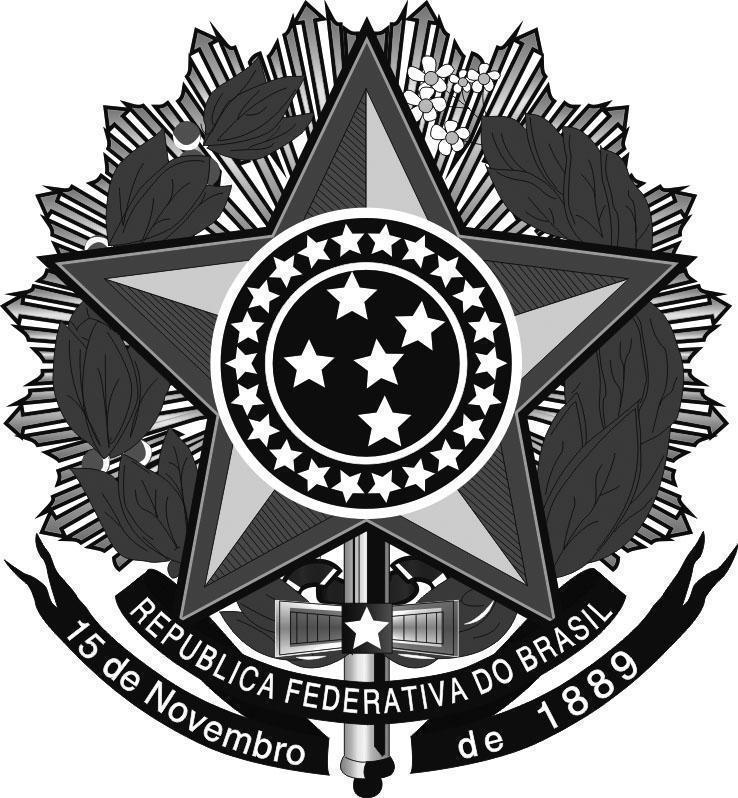 REPUBLICA FEDERATIVA DO BRASIL
15 de Novembro de 1889